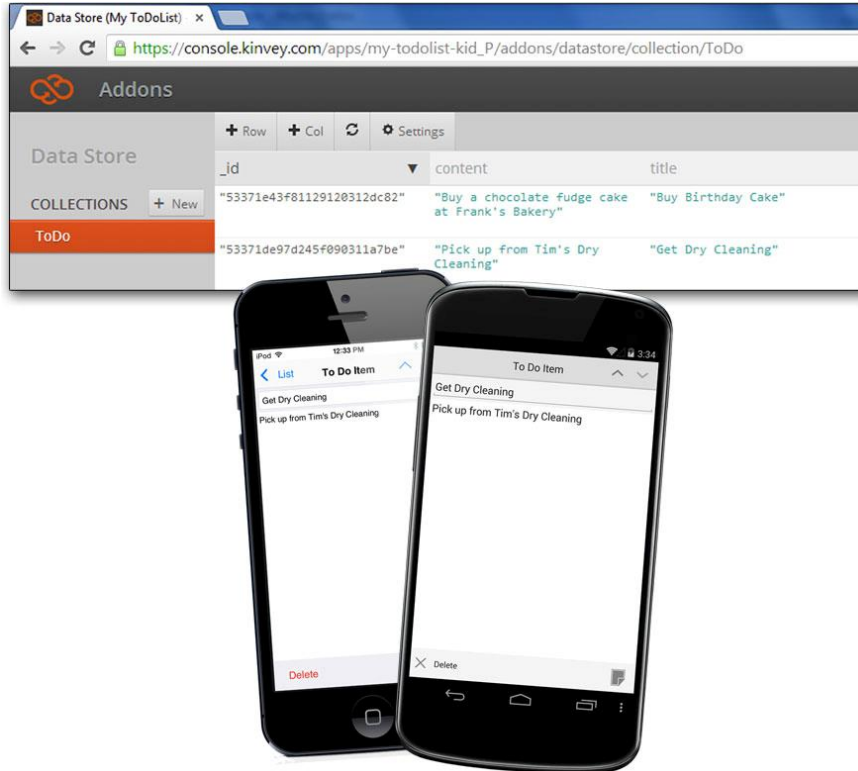 Data Store (My ToDoList)
https://console.kinvey.com/apps/my-todolist-kid_P/addons/datastore/collection/ToDo
Addons
Data Store
+ Row + Col Settings
_id content title
COLLECTIONS + New
"53371e43f81129120312dc82" "Buy a chocolate fudge cake "Buy Birthday Cake"
at Frank's Bakery"
ToDo
"53371de97d245f090311a7be" "Pick up from Tim's Dry "Get Dry Cleaning"
Cleaning"
iPod 12:33 PM
List To Do Item
Get Dry Cleaning
Pick up from Tim's Dry Cleaning
Delete
3:34
To Do Item
Get Dry Cleaning
Pick up from Tim's Dry Cleaning
Delete